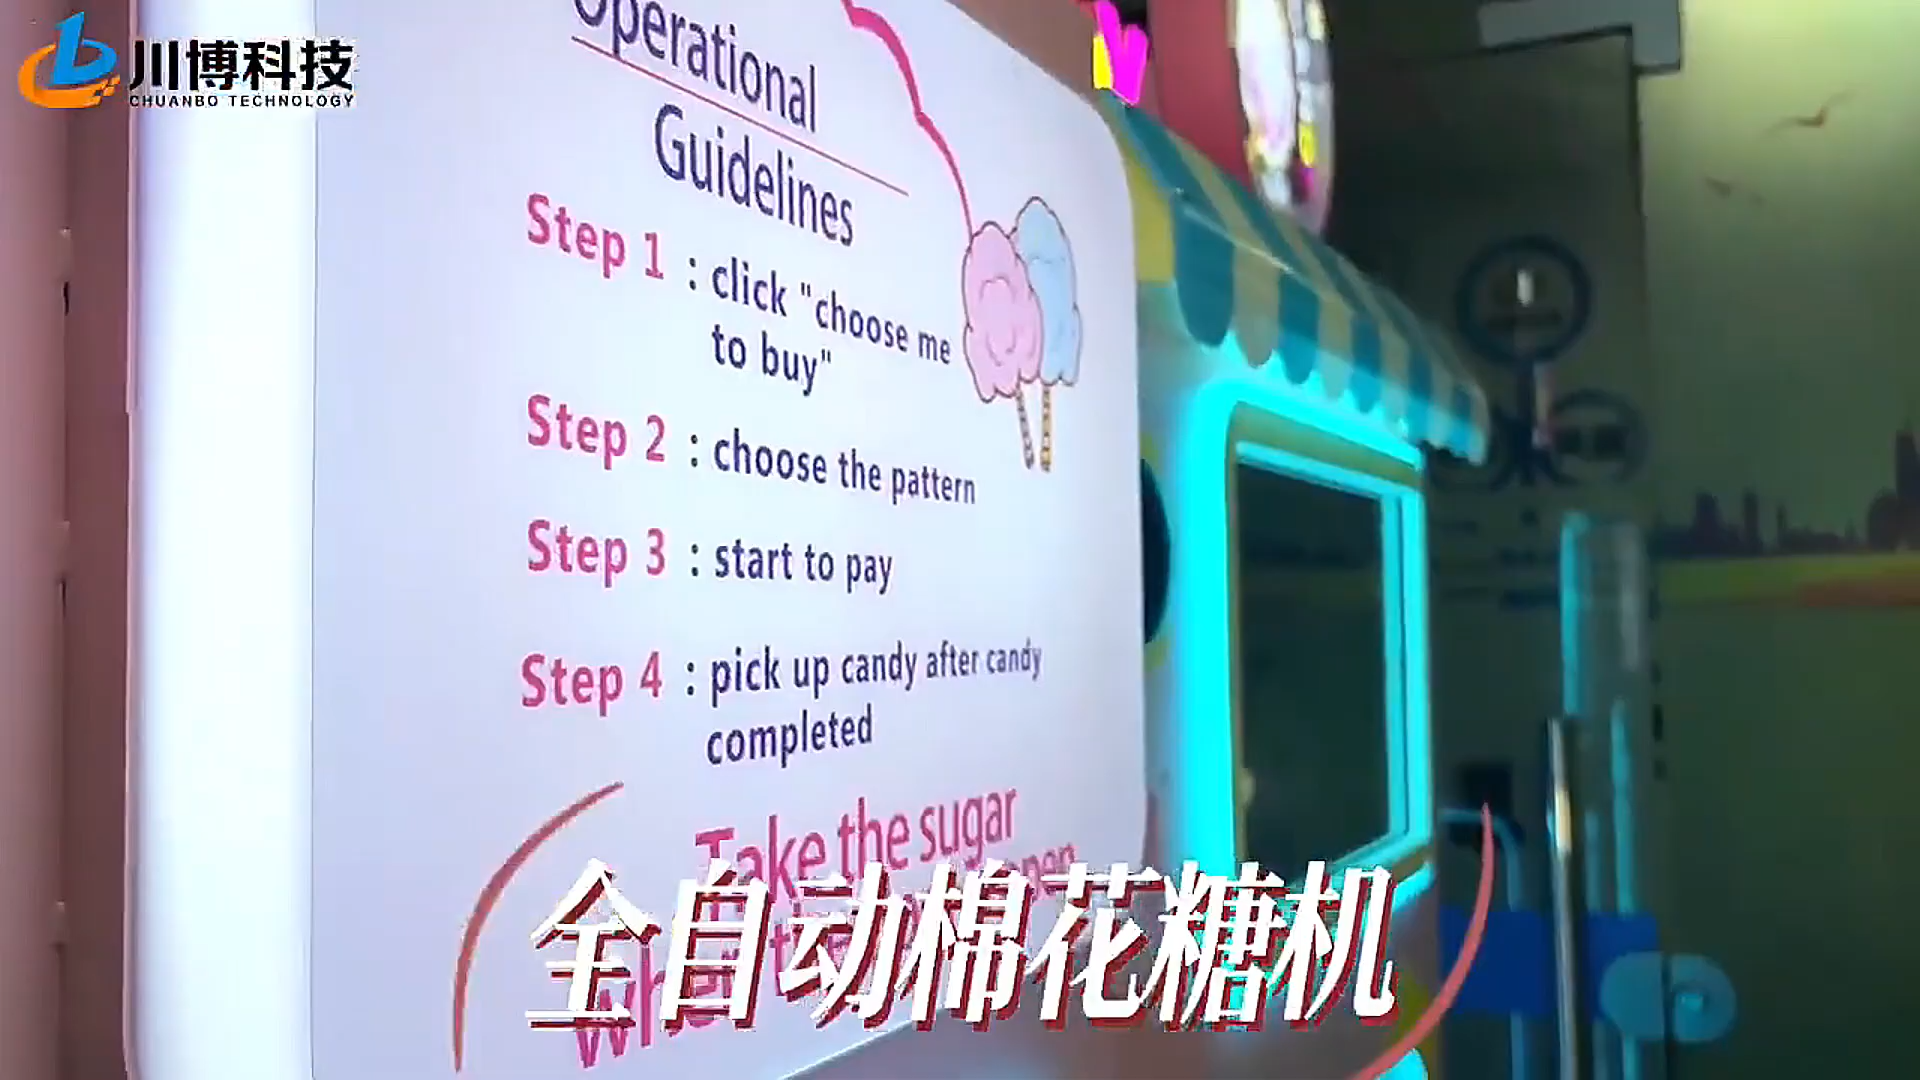 川博科技
CHUANBO TECHNOLOGY
Operational
Guidelines
Step 1 : click "choose me
to buy"
Step 2 : choose the pattern
Step 3 : start to pay
Step 4 : pick up candy after candy
completed
Take the sugar
全自动棉花糖机